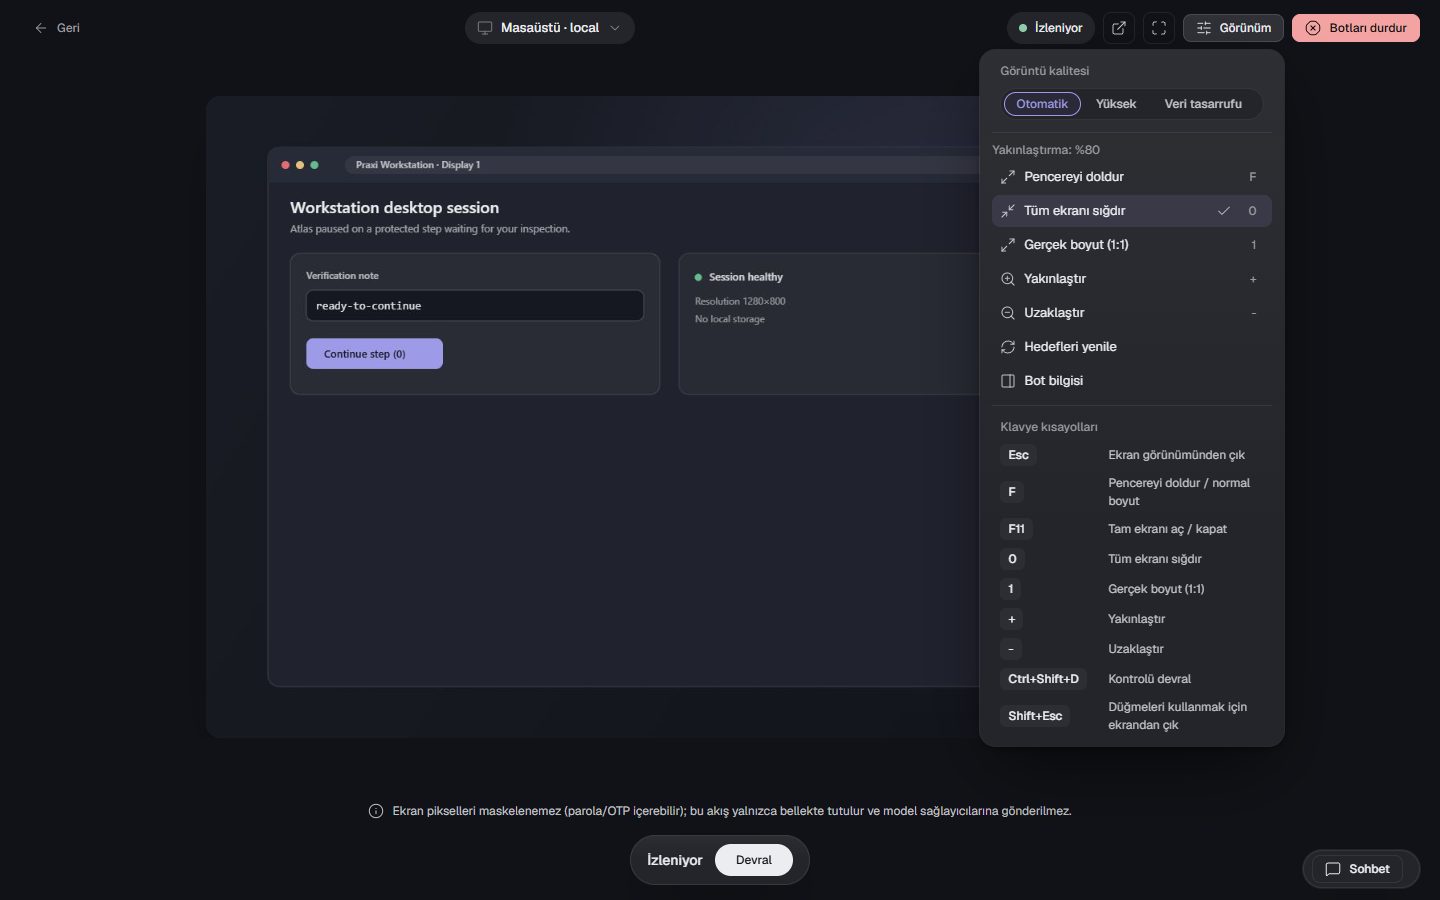 Geri
Masaüstü · local
İzleniyor
Görünüm
Botları durdur
Görüntü kalitesi
Otomatik
Yüksek
Veri tasarrufu
Yakınlaştırma: %80
Pencereyi doldur F
Tüm ekranı sığdır 0
Gerçek boyut (1:1) 1
Yakınlaştır +
Uzaklaştır -
Hedefleri yenile
Bot bilgisi
Klavye kısayolları
Esc Ekran görünümünden çık
F Pencereyi doldur / normal
boyut
F11 Tam ekranı aç / kapat
0 Tüm ekranı sığdır
1 Gerçek boyut (1:1)
+ Yakınlaştır
- Uzaklaştır
Ctrl+Shift+D Kontrolü devral
Shift+Esc Düğmeleri kullanmak için
ekrandan çık
Praxi Workstation - Display 1
Workstation desktop session
Atlas paused on a protected step waiting for your inspection.
Verification note
ready-to-continue
Continue step (0)
Session healthy
Resolution 1280×800
No local storage
Ekran pikselleri maskelenemez (parola/OTP içerebilir); bu akış yalnızca bellekte tutulur ve model sağlayıcılarına gönderilmez.
İzleniyor
Devral
Sohbet